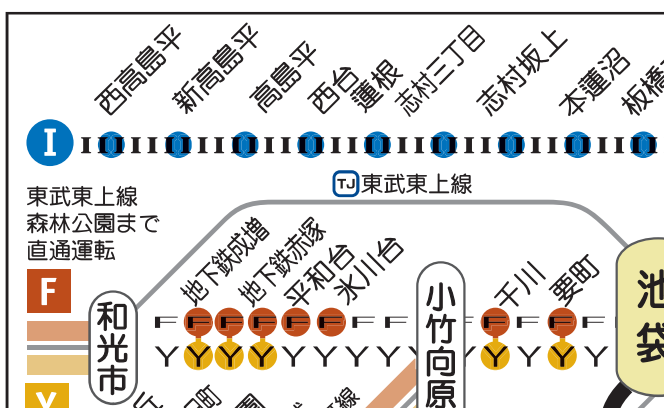 西高島平
新高島平
高島平
西台
蓮根
志村三丁目
志村坂上
本蓮沼
板橋
I
TJ 東武東上線
東武東上線
森林公園まで
直通運転
F
和光市
地下鉄成増
地下鉄赤塚
平和台
氷川台
小竹向原
千川
要町
池袋
Y